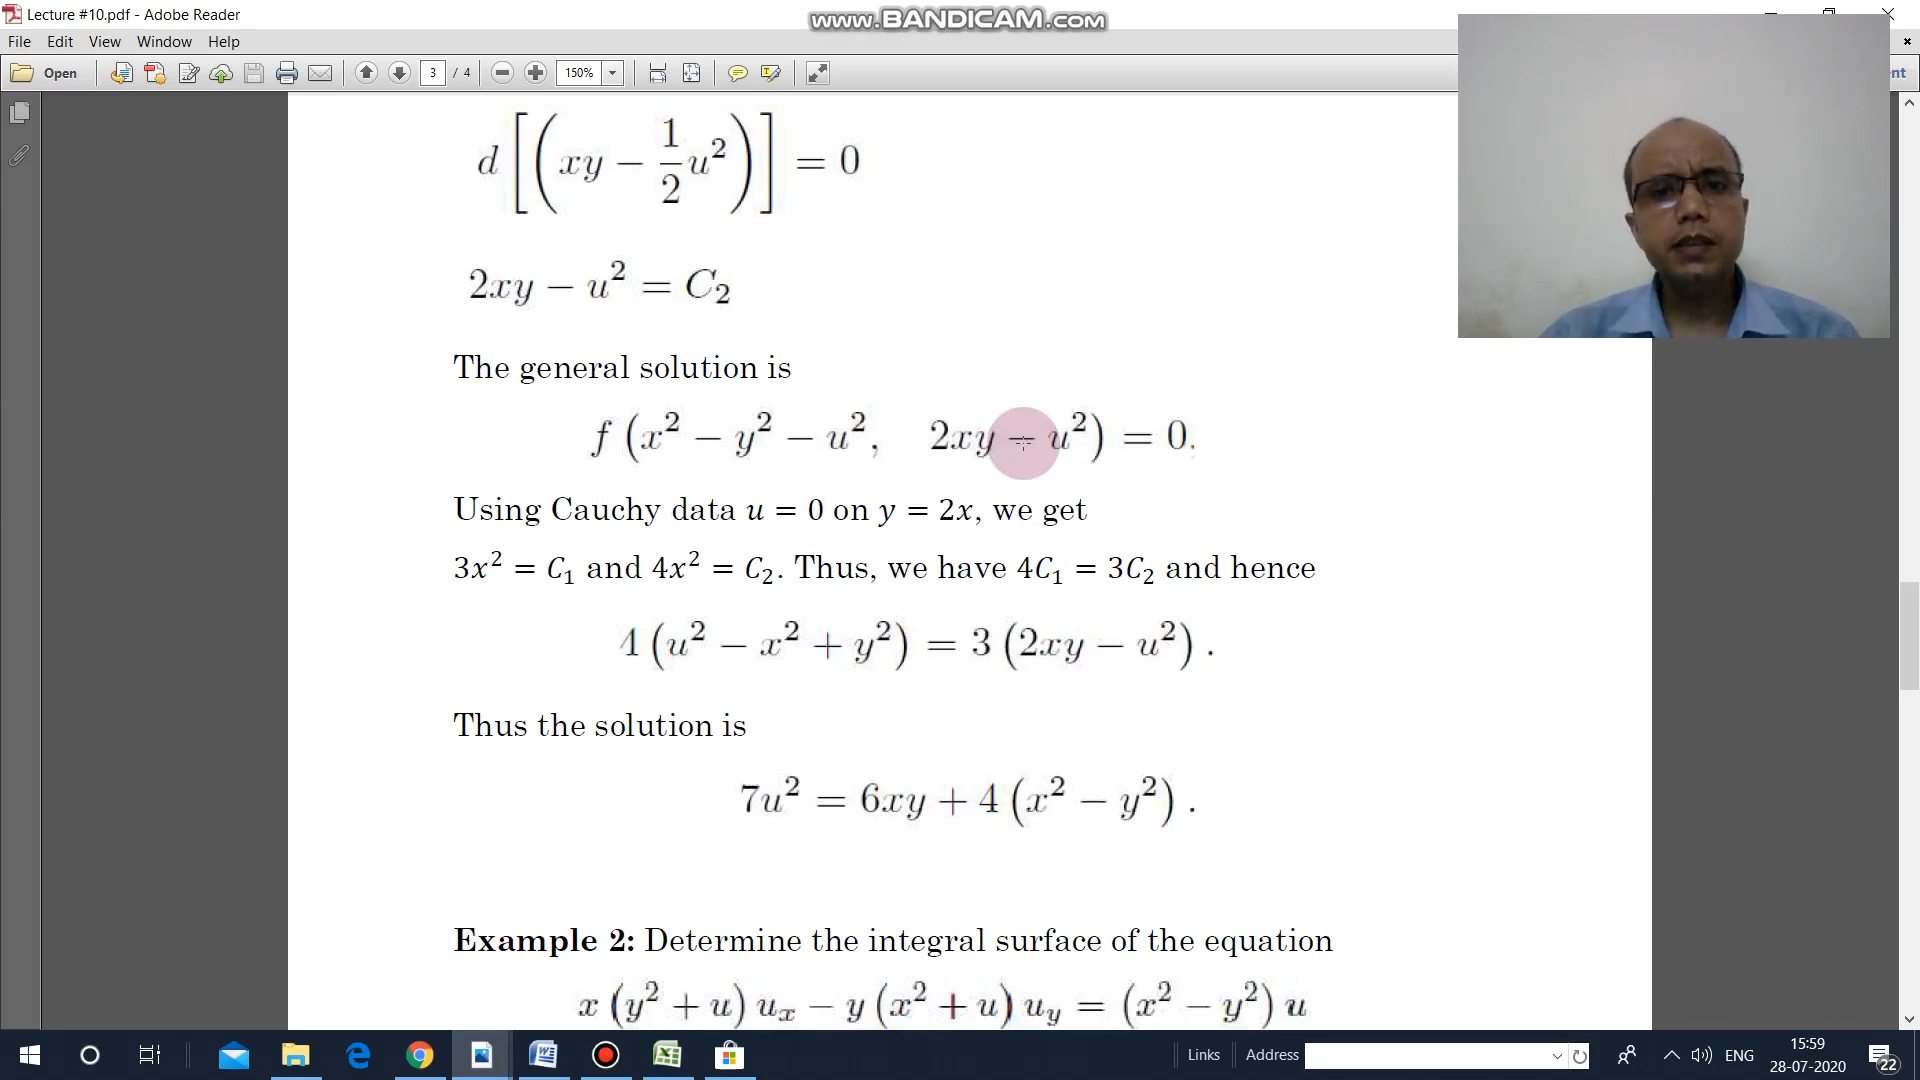 Lecture #10.pdf - Adobe Reader
www.BANDICAM.com
File Edit View Window Help
Open 3 / 4 150% nt
d [(xy − 1/2 u²)] = 0
2xy − u² = C₂
The general solution is
f (x² − y² − u², 2xy − u²) = 0.
Using Cauchy data u = 0 on y = 2x, we get
3x² = C₁ and 4x² = C₂. Thus, we have 4C₁ = 3C₂ and hence
4 (u² − x² + y²) = 3 (2xy − u²) .
Thus the solution is
7u² = 6xy + 4 (x² − y²) .
Example 2: Determine the integral surface of the equation
x (y² + u) uₓ − y (x² + u) u_y = (x² − y²) u
Links Address ENG 15:59
28-07-2020 22